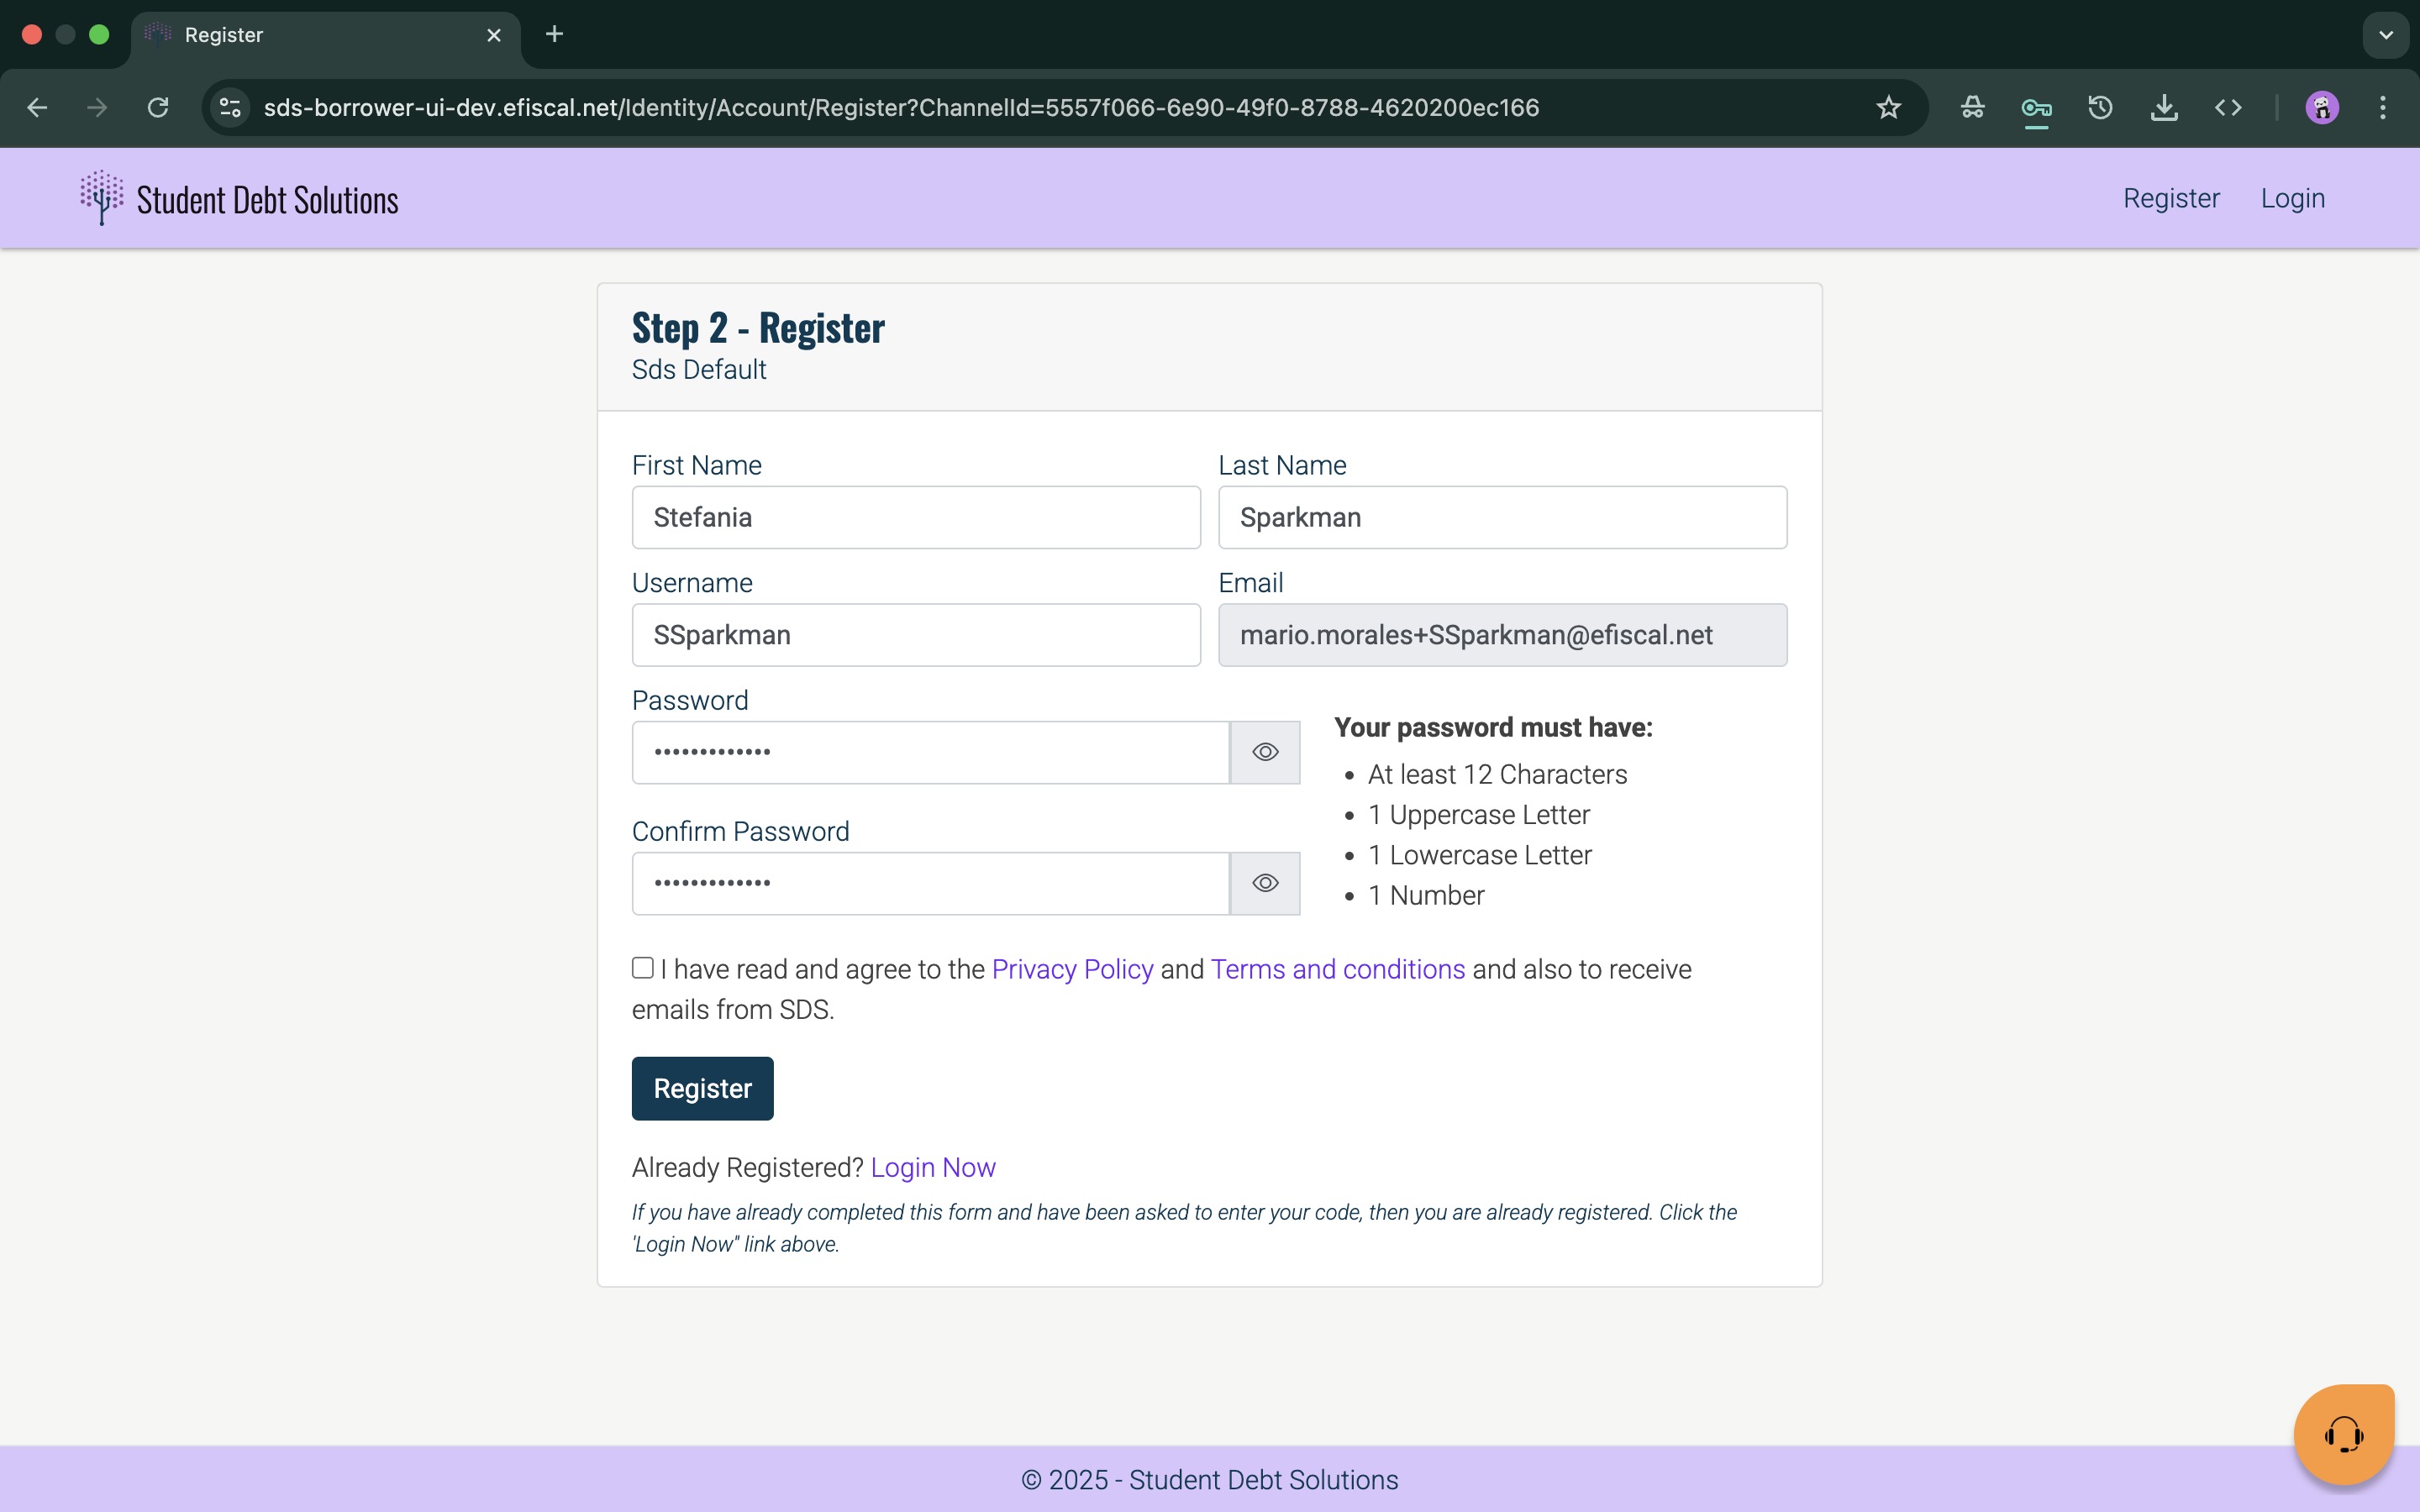 Register
sds-borrower-ui-dev.efiscal.net/Identity/Account/Register?ChannelId=5557f066-6e90-49f0-8788-4620200ec166
Student Debt Solutions
Register
Login
Step 2 - Register
Sds Default
First Name
Last Name
Stefania
Sparkman
Username
Email
SSparkman
mario.morales+SSparkman@efiscal.net
Password
•••••••••••••
Your password must have:
• At least 12 Characters
• 1 Uppercase Letter
• 1 Lowercase Letter
• 1 Number
Confirm Password
•••••••••••••
I have read and agree to the Privacy Policy and Terms and conditions and also to receive
emails from SDS.
Register
Already Registered? Login Now
If you have already completed this form and have been asked to enter your code, then you are already registered. Click the
'Login Now" link above.
© 2025 - Student Debt Solutions